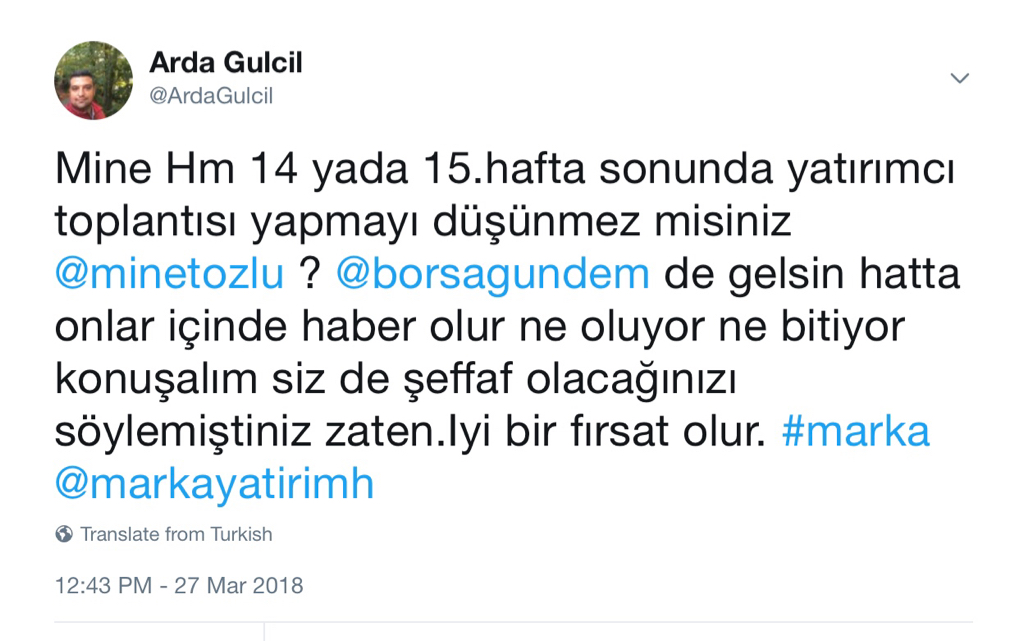 Arda Gulcil
@ArdaGulcil
Mine Hm 14 yada 15.hafta sonunda yatırımcı
toplantısı yapmayı düşünmez misiniz
@minetozlu ? @borsagundem de gelsin hatta
onlar içinde haber olur ne oluyor ne bitiyor
konuşalım siz de şeffaf olacağınızı
söylemiştiniz zaten.Iyi bir fırsat olur. #marka
@markayatirimh
Translate from Turkish
12:43 PM - 27 Mar 2018